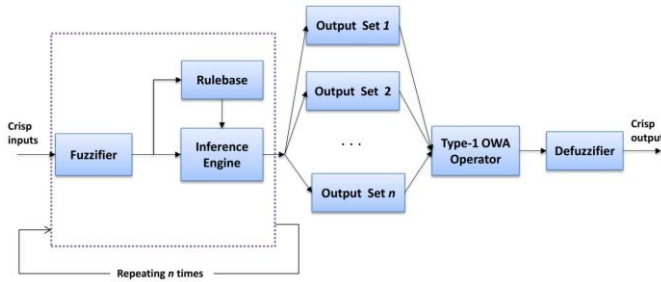 Crisp
inputs
Fuzzifier
Rulebase
Inference
Engine
Repeating n times
Output Set 1
Output Set 2
. . .
Output Set n
Type-1 OWA
Operator
Defuzzifier
Crisp
output